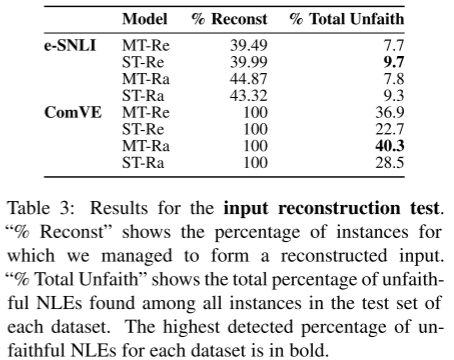 Model % Reconst % Total Unfaith
e-SNLI MT-Re 39.49 7.7
ST-Re 39.99 9.7
MT-Ra 44.87 7.8
ST-Ra 43.32 9.3
ComVE MT-Re 100 36.9
ST-Re 100 22.7
MT-Ra 100 40.3
ST-Ra 100 28.5
Table 3: Results for the input reconstruction test.
“% Reconst” shows the percentage of instances for
which we managed to form a reconstructed input.
“% Total Unfaith” shows the total percentage of unfaith-
ful NLEs found among all instances in the test set of
each dataset. The highest detected percentage of un-
faithful NLEs for each dataset is in bold.